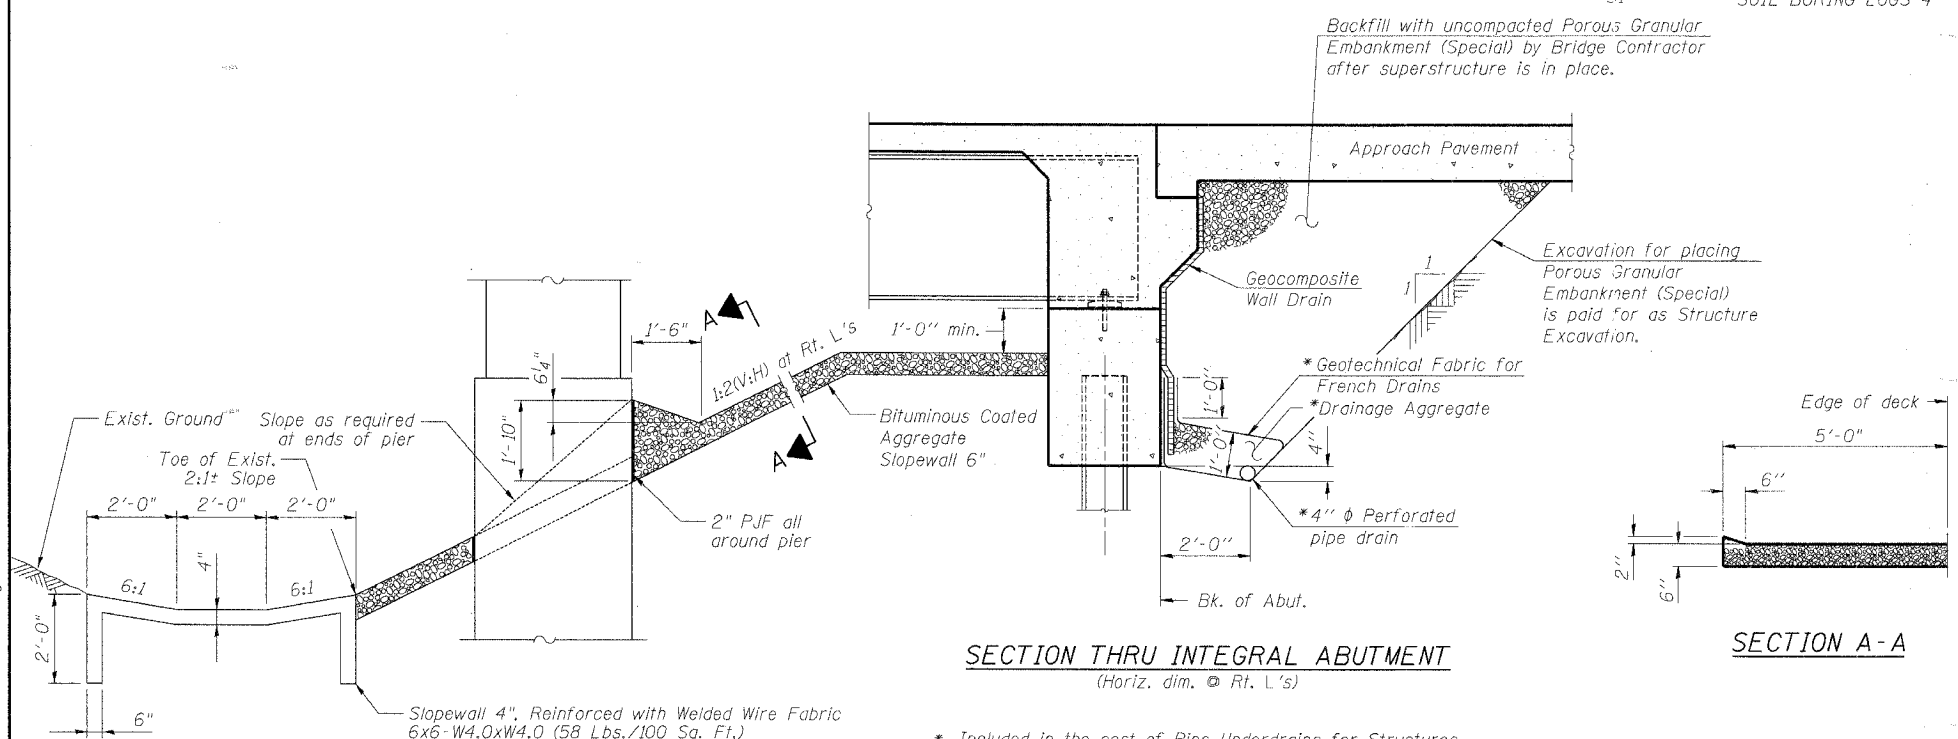 SOIL BORING LOGS 4
Backfill with uncompacted Porous Granular
Embankment (Special) by Bridge Contractor
after superstructure is in place.
Approach Pavement
Geocomposite
Wall Drain
Excavation for placing
Porous Granular
Embankment (Special)
is paid for as Structure
Excavation.
1
1
A
1'-6"
1:2(V:H) at Rt. L's
1'-0" min.
6¼"
1'-10"
A
Bituminous Coated
Aggregate
Slopewall 6"
*Geotechnical Fabric for
French Drains
*Drainage Aggregate
1'-0"
1'-0"
4"
*4" φ Perforated
pipe drain
2'-0"
Bk. of Abut.
Exist. Ground
Slope as required
at ends of pier
Toe of Exist.
2:1± Slope
2'-0"
2'-0"
2'-0"
6:1
4"
6:1
2'-0"
6"
2" PJF all
around pier
Slopewall 4", Reinforced with Welded Wire Fabric
6x6-W4.0xW4.0 (58 Lbs./100 Sq. Ft.)
SECTION THRU INTEGRAL ABUTMENT
(Horiz. dim. @ Rt. L's)
* Included in the cost of Pipe Underdrains for Structures
Edge of deck
5'-0"
6"
2"
6"
SECTION A-A